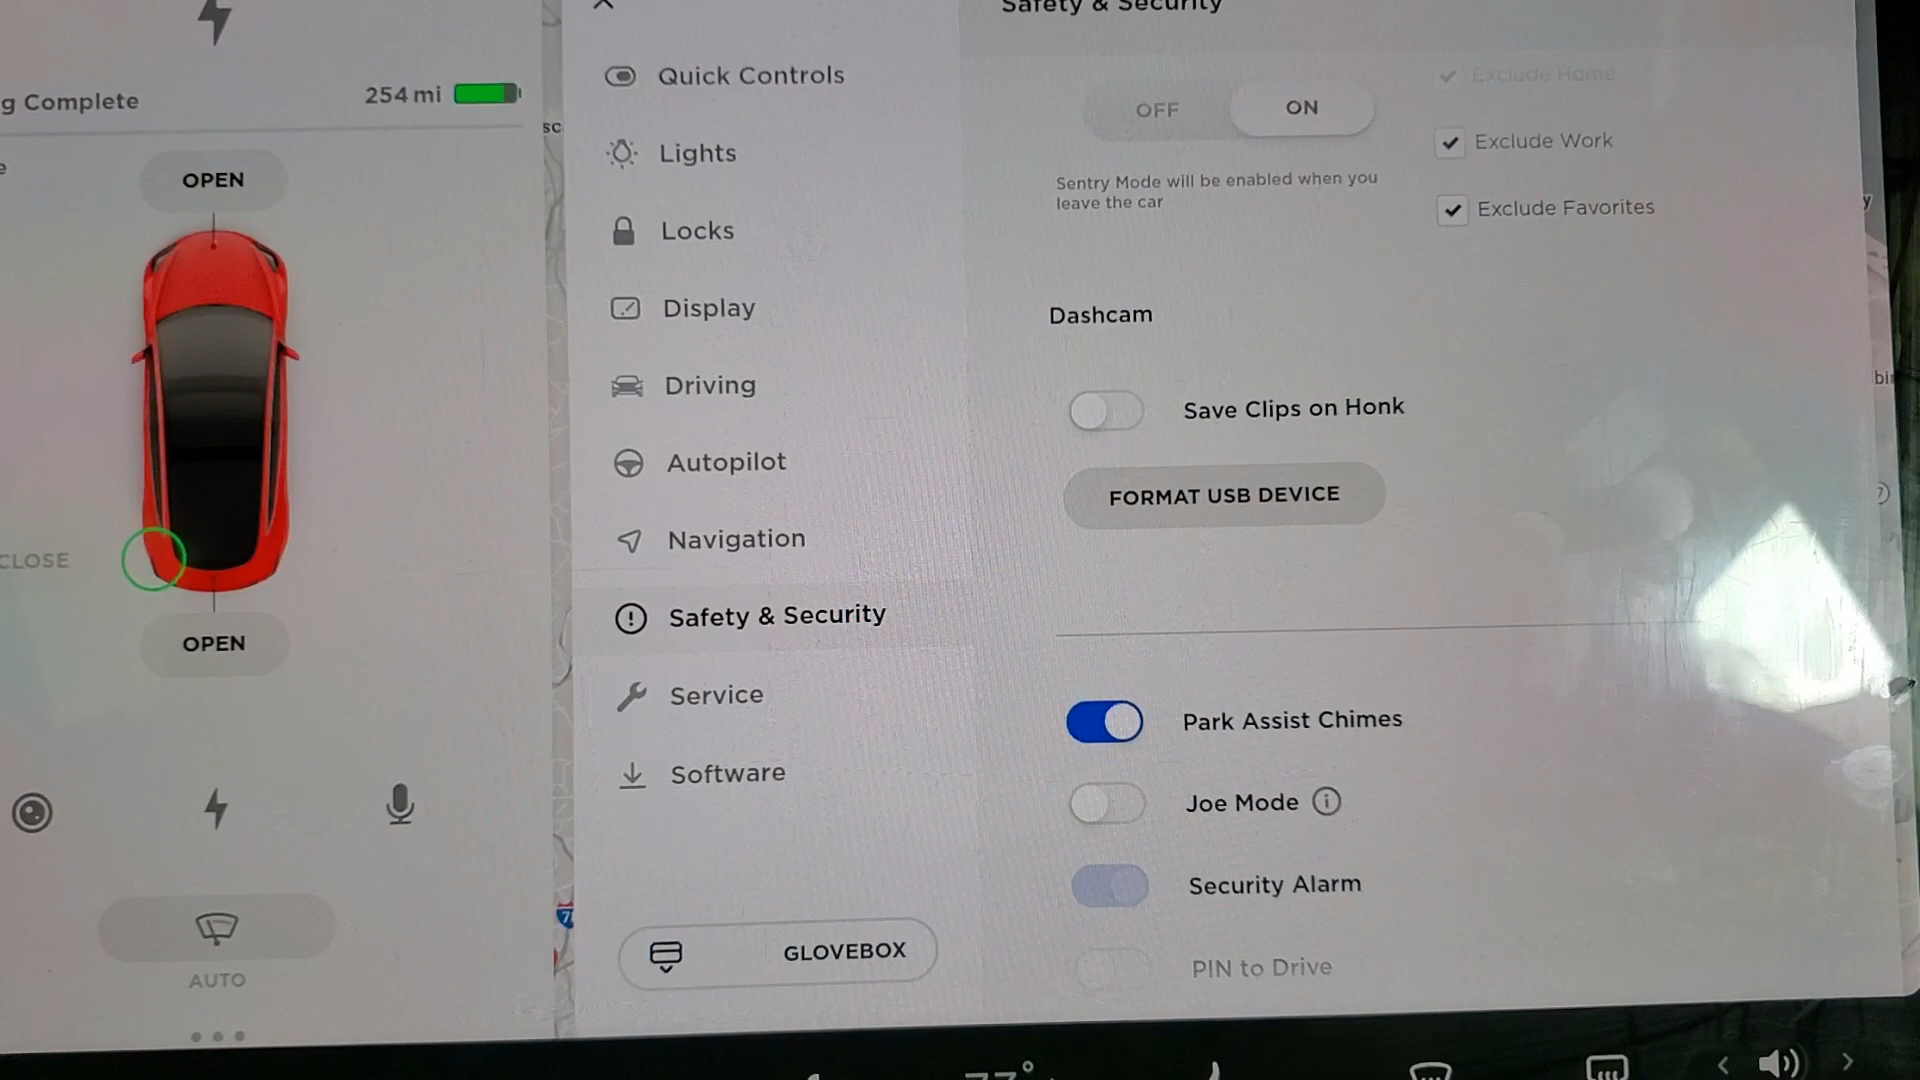 g Complete
254 mi
OPEN
CLOSE
OPEN
AUTO
sc
Quick Controls
Lights
Locks
Display
Driving
Autopilot
Navigation
Safety & Security
Service
Software
GLOVEBOX
Safety & Security
OFF
ON
Sentry Mode will be enabled when you
leave the car
Exclude Home
Exclude Work
Exclude Favorites
Dashcam
Save Clips on Honk
FORMAT USB DEVICE
Park Assist Chimes
Joe Mode
Security Alarm
PIN to Drive
y
bi
77°